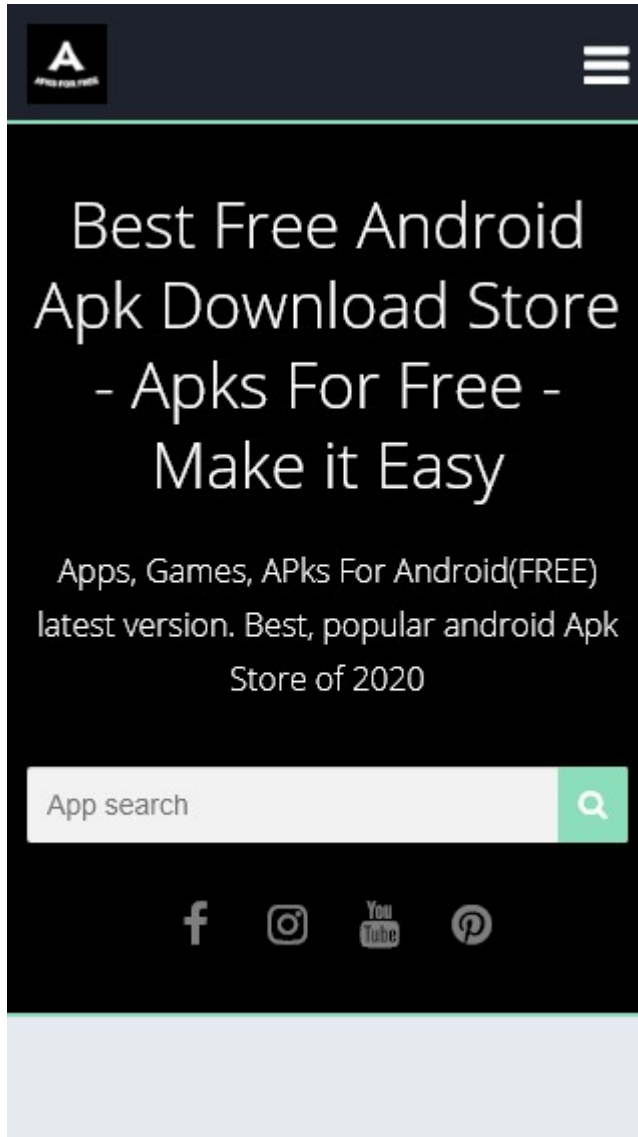 A
APKS FOR FREE
Best Free Android
Apk Download Store
- Apks For Free -
Make it Easy
Apps, Games, APks For Android(FREE)
latest version. Best, popular android Apk
Store of 2020
App search
You
Tube